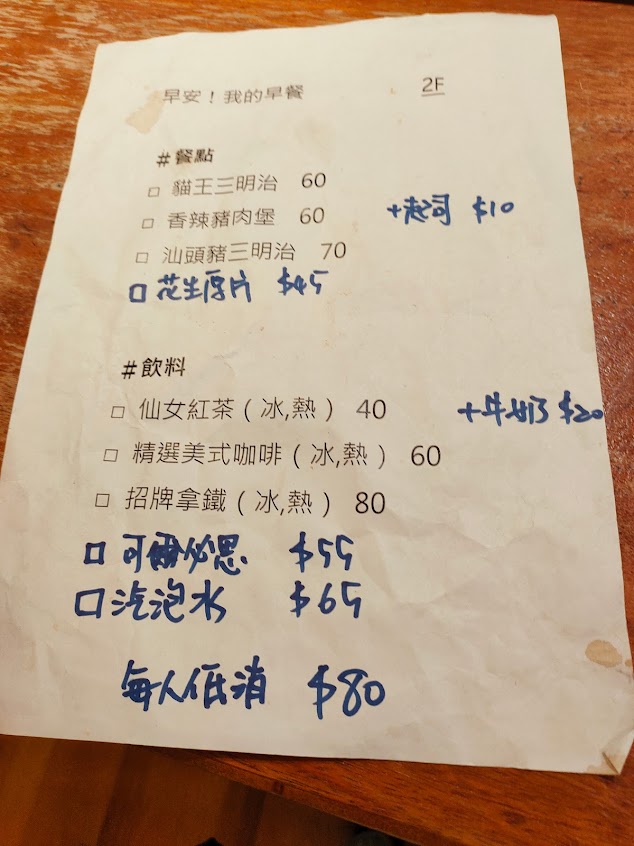 早安！我的早餐 2F
#餐點
□ 貓王三明治 60
□ 香辣豬肉堡 60 +起司 $10
□ 汕頭豬三明治 70
□ 花生厚片 $45
#飲料
□ 仙女紅茶（冰,熱） 40 +牛奶 $20
□ 精選美式咖啡（冰,熱） 60
□ 招牌拿鐵（冰,熱） 80
□ 可爾必思 $55
□ 汽泡水 $65
每人低消 $80